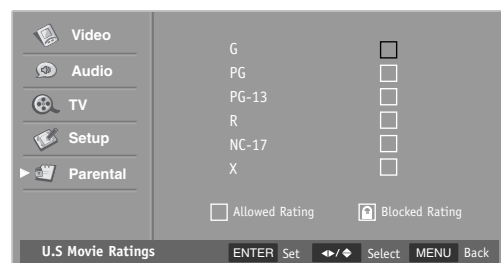 Video
Audio
TV
Setup
Parental
G
PG
PG-13
R
NC-17
X
Allowed Rating Blocked Rating
U.S Movie Ratings ENTER Set / Select MENU Back